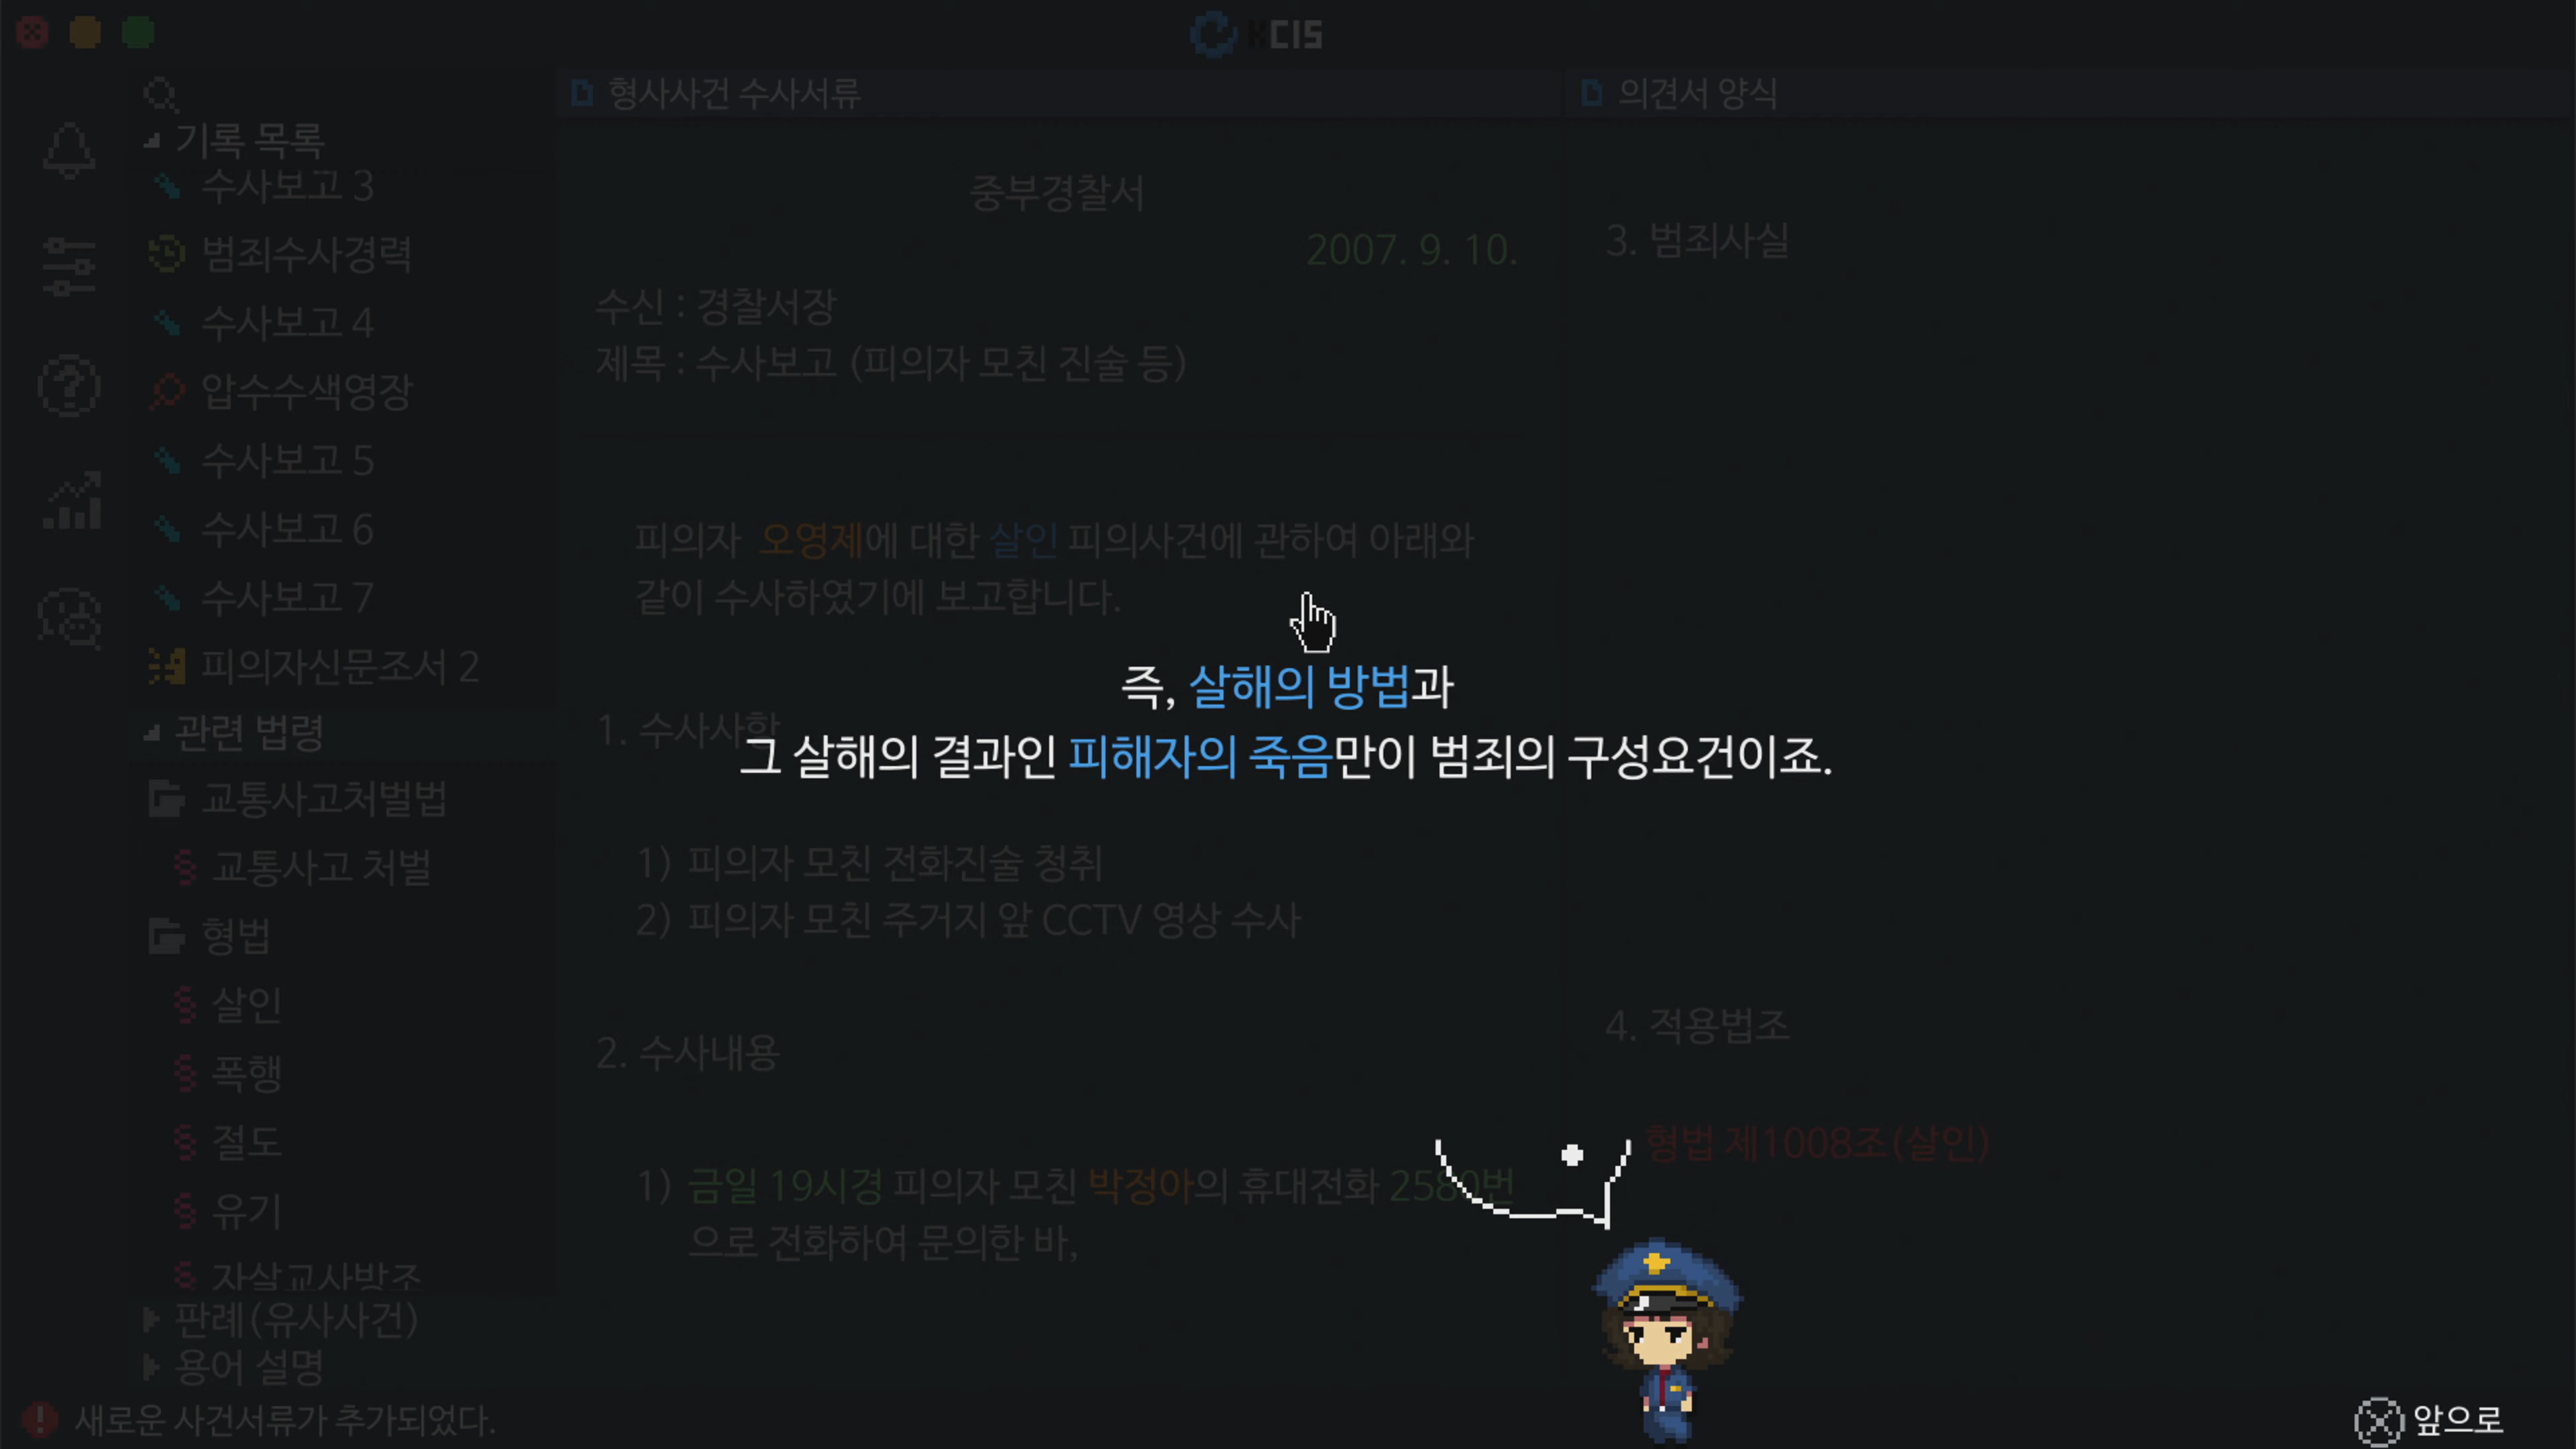 KCIS
기록 목록
수사보고 3
범죄수사경력
수사보고 4
압수수색영장
수사보고 5
수사보고 6
수사보고 7
피의자신문조서 2
관련 법령
교통사고처벌법
교통사고 처벌
형법
살인
폭행
절도
유기
자살교사방조
판례(유사사건)
용어 설명
새로운 사건서류가 추가되었다.
형사사건 수사서류
중부경찰서
2007. 9. 10.
수신 : 경찰서장
제목 : 수사보고 (피의자 모친 진술 등)
피의자 오영제에 대한 살인 피의사건에 관하여 아래와
같이 수사하였기에 보고합니다.
즉, 살해의 방법과
그 살해의 결과인 피해자의 죽음만이 범죄의 구성요건이죠.
1. 수사사항
1) 피의자 모친 전화진술 청취
2) 피의자 모친 주거지 앞 CCTV 영상 수사
2. 수사내용
1) 금일 19시경 피의자 모친 박정아의 휴대전화 2580번
으로 전화하여 문의한 바,
의견서 양식
3. 범죄사실
4. 적용법조
형법 제1008조(살인)
앞으로